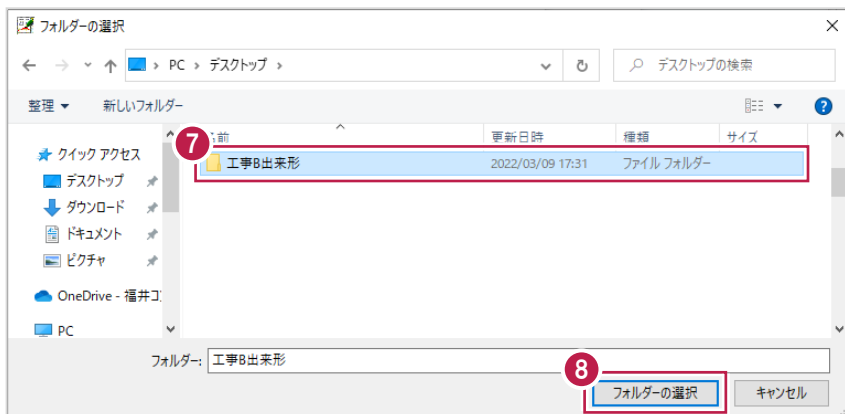 フォルダーの選択
PC › デスクトップ ›
デスクトップの検索
整理
新しいフォルダー
7
前 更新日時 種類 サイズ
工事B出来形 2022/03/09 17:31 ファイル フォルダー
クイック アクセス
デスクトップ
ダウンロード
ドキュメント
ピクチャ
OneDrive - 福井コ
PC
フォルダー: 工事B出来形
8
フォルダーの選択 キャンセル